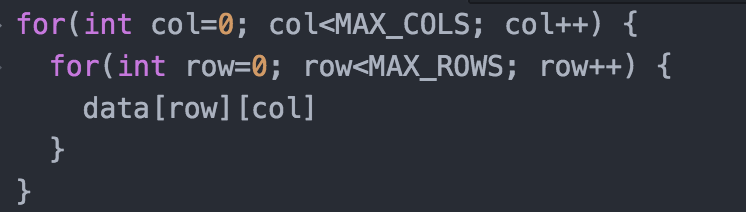 for(int col=0; col<MAX_COLS; col++) {
  for(int row=0; row<MAX_ROWS; row++) {
    data[row][col]
  }
}